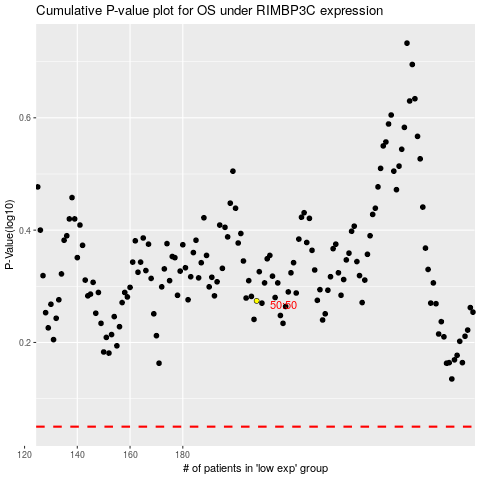 Cumulative P-value plot for OS under RIMBP3C expression
P-Value(log10)
0.6
0.4
0.2
50:50
120 140 160 180
# of patients in 'low exp' group